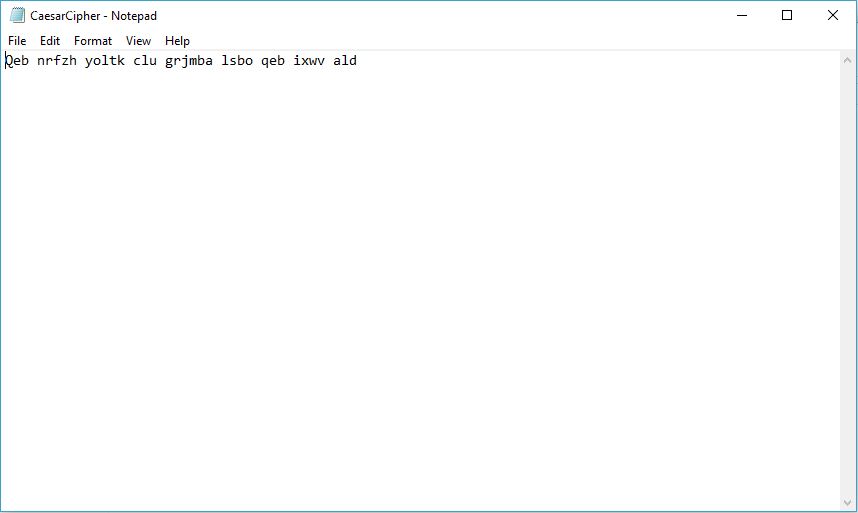 CaesarCipher - Notepad
File Edit Format View Help
Qeb nrfzh yoltk clu grjmba lsbo qeb ixwv ald